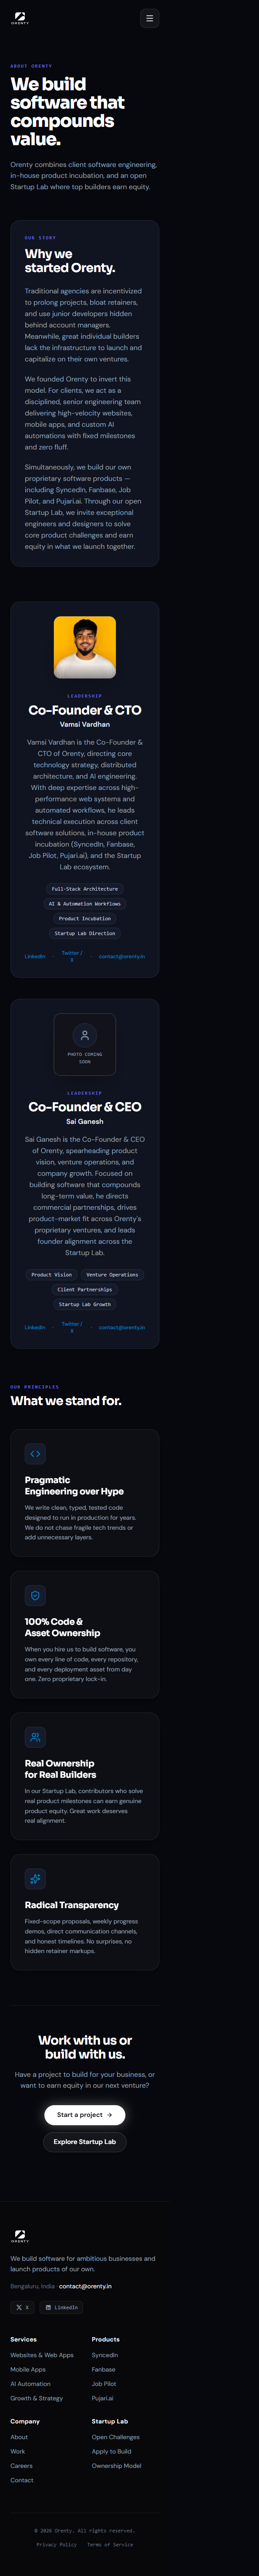 ORENTY
ABOUT ORENTY
We build
software that
compounds
value.
Orenty combines client software engineering,
in-house product incubation, and an open
Startup Lab where top builders earn equity.
OUR STORY
Why we
started Orenty.
Traditional agencies are incentivized
to prolong projects, bloat retainers,
and use junior developers hidden
behind account managers.
Meanwhile, great individual builders
lack the infrastructure to launch and
capitalize on their own ventures.
We founded Orenty to invert this
model. For clients, we act as a
disciplined, senior engineering team
delivering high-velocity websites,
mobile apps, and custom AI
automations with fixed milestones
and zero fluff.
Simultaneously, we build our own
proprietary software products —
including SyncedIn, Fanbase, Job
Pilot, and Pujari.ai. Through our open
Startup Lab, we invite exceptional
engineers and designers to solve
core product challenges and earn
equity in what we launch together.
LEADERSHIP
Co-Founder & CTO
Vamsi Vardhan
Vamsi Vardhan is the Co-Founder &
CTO of Orenty, directing core
technology strategy, distributed
architecture, and AI engineering.
With deep expertise across high-
performance web systems and
automated workflows, he leads
technical execution across client
software solutions, in-house product
incubation (SyncedIn, Fanbase,
Job Pilot, Pujari.ai), and the Startup
Lab ecosystem.
Full-Stack Architecture
AI & Automation Workflows
Product Incubation
Startup Lab Direction
LinkedIn · Twitter / X · contact@orenty.in
PHOTO COMING
SOON
LEADERSHIP
Co-Founder & CEO
Sai Ganesh
Sai Ganesh is the Co-Founder & CEO
of Orenty, spearheading product
vision, venture operations, and
company growth. Focused on
building software that compounds
long-term value, he directs
commercial partnerships, drives
product-market fit across Orenty's
proprietary ventures, and leads
founder alignment across the
Startup Lab.
Product Vision
Venture Operations
Client Partnerships
Startup Lab Growth
LinkedIn · Twitter / X · contact@orenty.in
OUR PRINCIPLES
What we stand for.
Pragmatic
Engineering over Hype
We write clean, typed, tested code
designed to run in production for years.
We do not chase fragile tech trends or
add unnecessary layers.
100% Code &
Asset Ownership
When you hire us to build software, you
own every line of code, every repository,
and every deployment asset from day
one. Zero proprietary lock-in.
Real Ownership
for Real Builders
In our Startup Lab, contributors who solve
real product milestones can earn genuine
product equity. Great work deserves
real alignment.
Radical Transparency
Fixed-scope proposals, weekly progress
demos, direct communication channels,
and honest timelines. No surprises, no
hidden retainer markups.
Work with us or
build with us.
Have a project to build for your business, or
want to earn equity in our next venture?
Start a project →
Explore Startup Lab
ORENTY
We build software for ambitious businesses and
launch products of our own.
Bengaluru, India · contact@orenty.in
X
LinkedIn
Services
Websites & Web Apps
Mobile Apps
AI Automation
Growth & Strategy
Products
SyncedIn
Fanbase
Job Pilot
Pujari.ai
Company
About
Work
Careers
Contact
Startup Lab
Open Challenges
Apply to Build
Ownership Model
© 2026 Orenty. All rights reserved.
Privacy Policy
Terms of Service